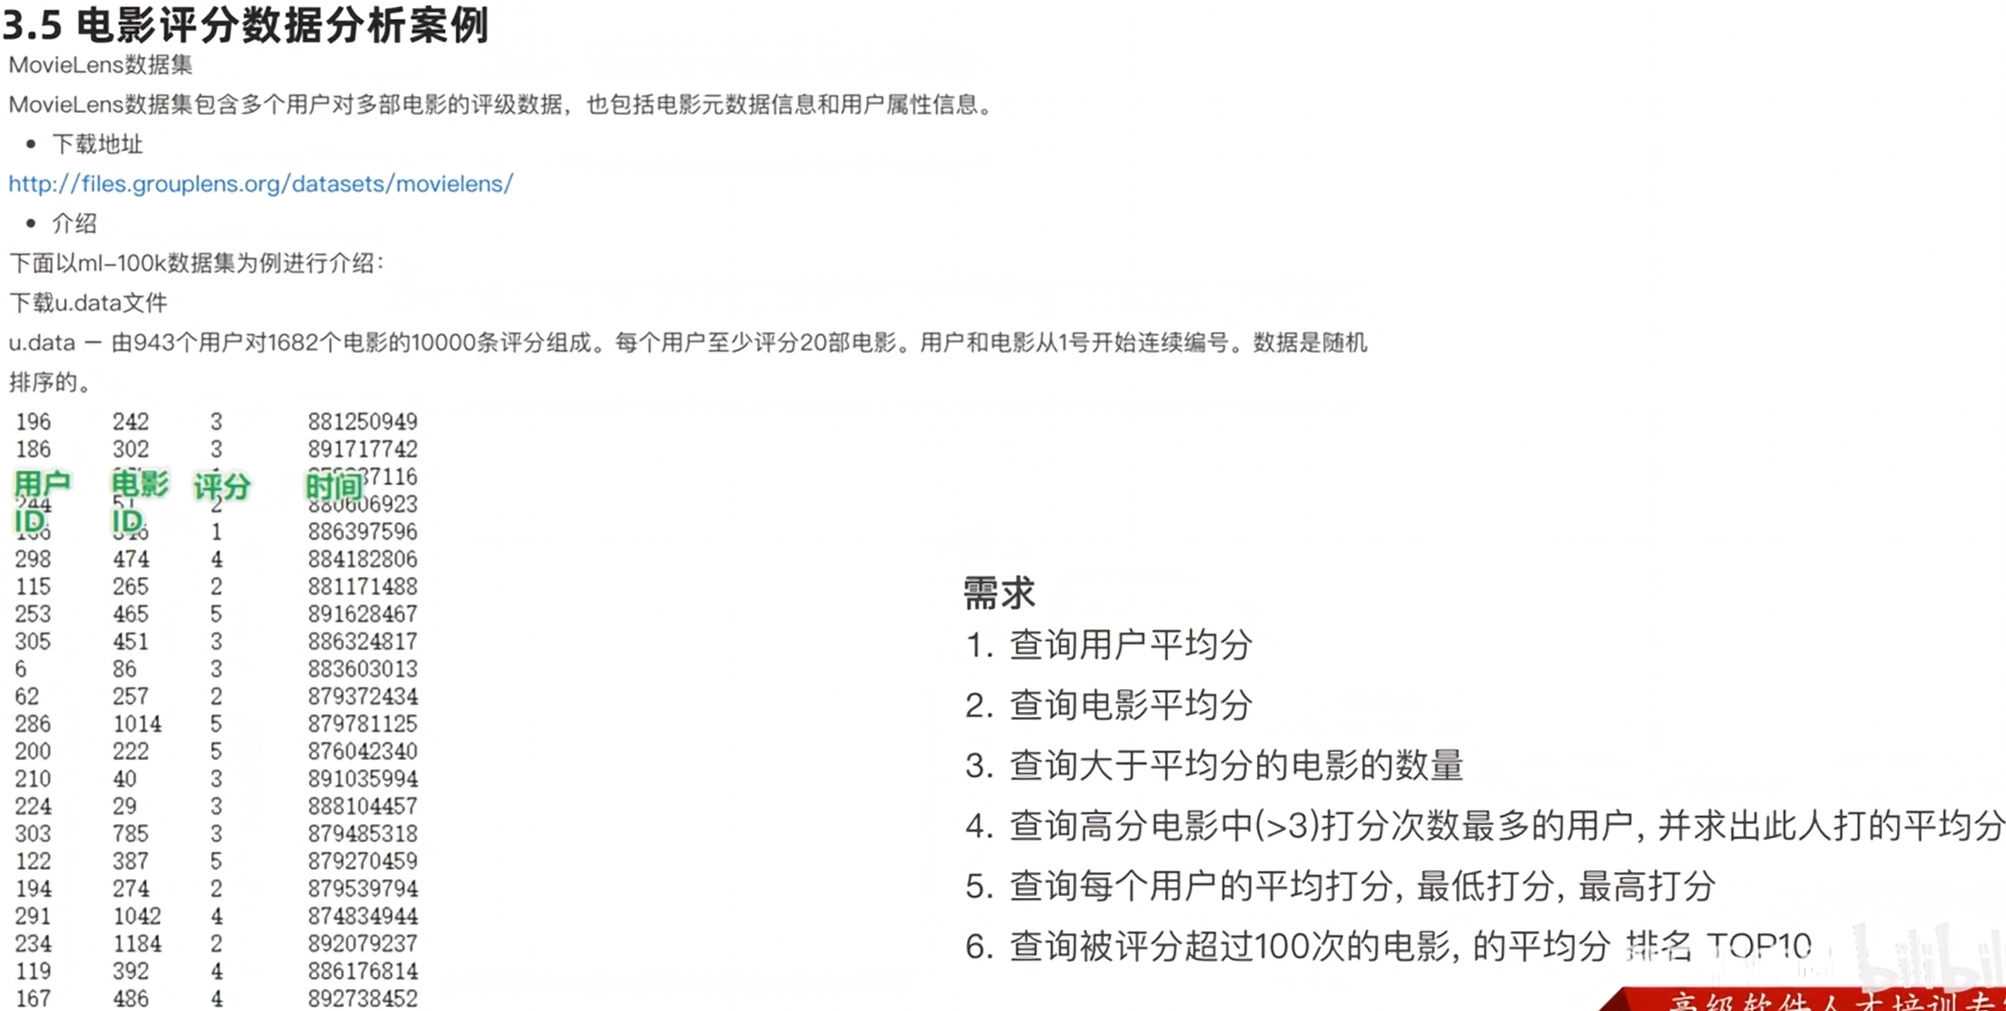 3.5 电影评分数据分析案例
MovieLens数据集
MovieLens数据集包含多个用户对多部电影的评级数据，也包括电影元数据信息和用户属性信息。
• 下载地址
http://files.grouplens.org/datasets/movielens/
• 介绍
下面以ml-100k数据集为例进行介绍：
下载u.data文件
u.data — 由943个用户对1682个电影的10000条评分组成。每个用户至少评分20部电影。用户和电影从1号开始连续编号。数据是随机
排序的。
196 242 3 881250949
186 302 3 891717742
用户ID 电影ID 评分 时间
244 51 2 880606923
1 886397596
298 474 4 884182806
115 265 2 881171488
253 465 5 891628467
305 451 3 886324817
6 86 3 883603013
62 257 2 879372434
286 1014 5 879781125
200 222 5 876042340
210 40 3 891035994
224 29 3 888104457
303 785 3 879485318
122 387 5 879270459
194 274 2 879539794
291 1042 4 874834944
234 1184 2 892079237
119 392 4 886176814
167 486 4 892738452
需求
1. 查询用户平均分
2. 查询电影平均分
3. 查询大于平均分的电影的数量
4. 查询高分电影中(>3)打分次数最多的用户, 并求出此人打的平均分
5. 查询每个用户的平均打分, 最低打分, 最高打分
6. 查询被评分超过100次的电影, 的平均分 排名 TOP10
bilibili
高级软件人才培训专